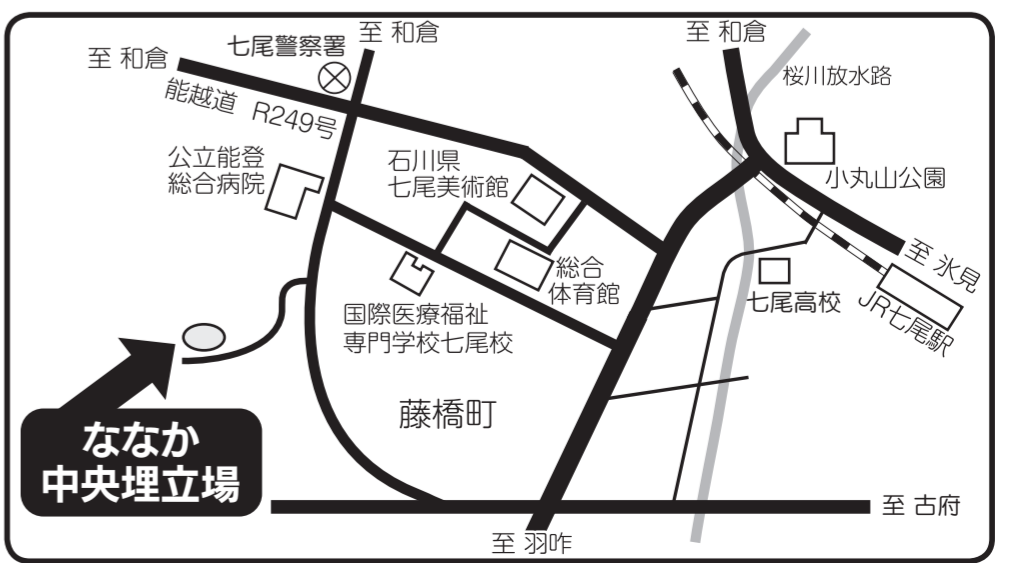 至 和倉
七尾警察署
至 和倉
至 和倉
桜川放水路
能越道 R249号
公立能登
総合病院
石川県
七尾美術館
小丸山公園
総合
体育館
至 氷見
七尾高校
JR七尾駅
国際医療福祉
専門学校七尾校
藤橋町
ななか
中央埋立場
至 古府
至 羽咋